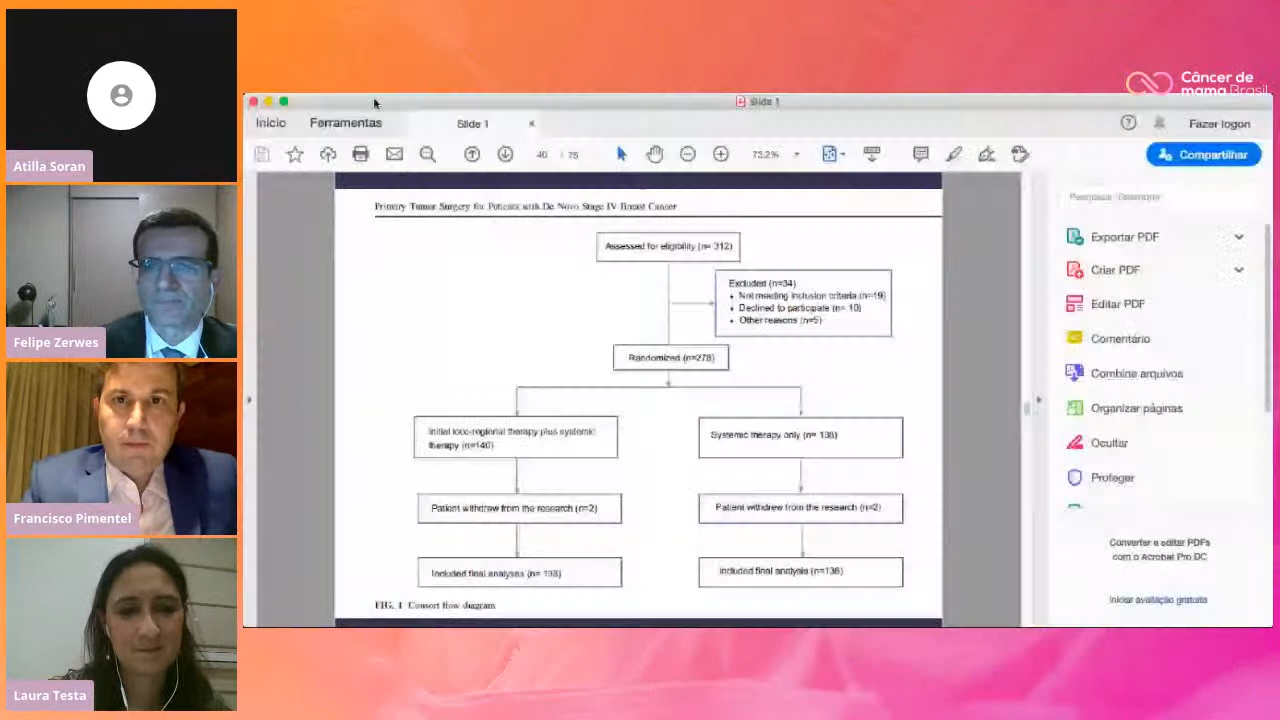 Atilla Soran
Felipe Zerwes
Francisco Pimentel
Laura Testa
Câncer de
mama Brasil
Slide 1
Início
Ferramentas
Slide 1
×
Fazer logon
40 / 75
73,2%
Compartilhar
Primary Tumor Surgery for Patients with De Novo Stage IV Breast Cancer
Assessed for eligibility (n= 312)
Excluded (n=34)
• Not meeting inclusion criteria (n=19)
• Declined to participate (n= 10)
• Other reasons (n=5)
Randomized (n=278)
Initial loco-regional therapy plus systemic
therapy (n=140)
Systemic therapy only (n= 138)
Patient withdrew from the research (n=2)
Patient withdrew from the research (n=2)
Included final analyses (n= 138)
Included final analysis (n=136)
FIG. 1 Consort flow diagram
Exportar PDF
Criar PDF
Editar PDF
Comentário
Combine arquivos
Organizar páginas
Ocultar
Proteger
Converter e editar PDFs
com o Acrobat Pro DC
Iniciar avaliação gratuita